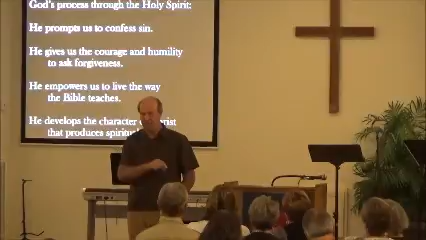 God's process through the Holy Spirit:
He prompts us to confess sin.
He gives us the courage and humility
to ask forgiveness.
He empowers us to live the way
the Bible teaches.
He develops the character
that produces